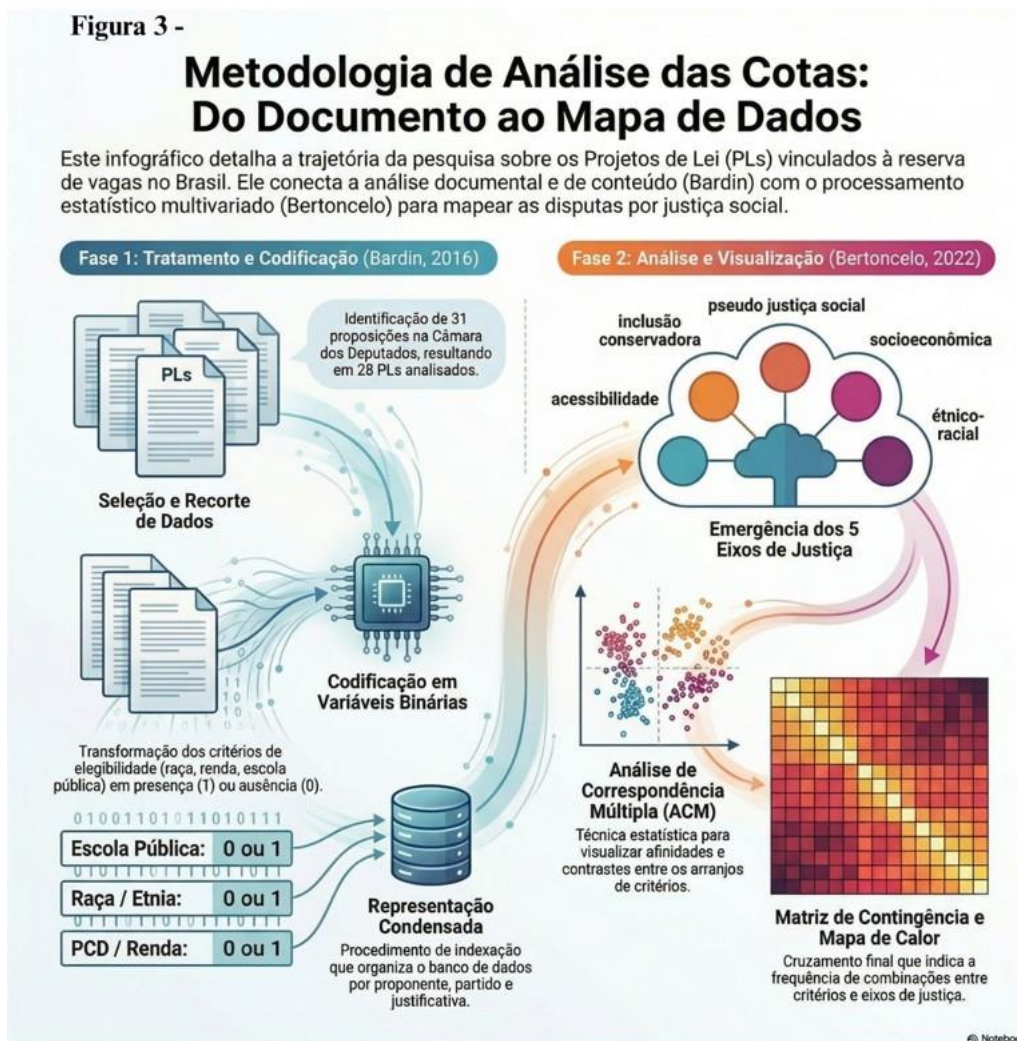 Figura 3 -
Metodologia de Análise das Cotas:
Do Documento ao Mapa de Dados
Este infográfico detalha a trajetória da pesquisa sobre os Projetos de Lei (PLs) vinculados à reserva
de vagas no Brasil. Ele conecta a análise documental e de conteúdo (Bardin) com o processamento
estatístico multivariado (Bertoncelo) para mapear as disputas por justiça social.
Fase 1: Tratamento e Codificação (Bardin, 2016)
PLs
Identificação de 31
proposições na Câmara
dos Deputados, resultando
em 28 PLs analisados.
Seleção e Recorte
de Dados
Codificação em
Variáveis Binárias
Transformação dos critérios de
elegibilidade (raça, renda, escola
pública) em presença (1) ou ausência (0).
0100110101011010111
Escola Pública: 0 ou 1
Raça / Etnia: 0 ou 1
PCD / Renda: 0 ou 1
Representação
Condensada
Procedimento de indexação
que organiza o banco de dados
por proponente, partido e
justificativa.
Fase 2: Análise e Visualização (Bertoncelo, 2022)
pseudo justiça social
inclusão
conservadora
socioeconômica
acessibilidade
étnico-
racial
Emergência dos 5
Eixos de Justiça
Análise de
Correspondência
Múltipla (ACM)
Técnica estatística para
visualizar afinidades e
contrastes entre os arranjos
de critérios.
Matriz de Contingência e
Mapa de Calor
Cruzamento final que indica a
frequência de combinações entre
critérios e eixos de justiça.